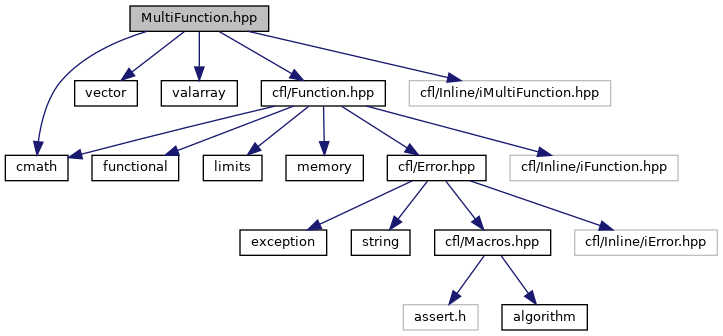 MultiFunction.hpp
vector
valarray
cfl/Function.hpp
cfl/Inline/iMultiFunction.hpp
cmath
functional
limits
memory
cfl/Error.hpp
cfl/Inline/iFunction.hpp
exception
string
cfl/Macros.hpp
cfl/Inline/iError.hpp
assert.h
algorithm